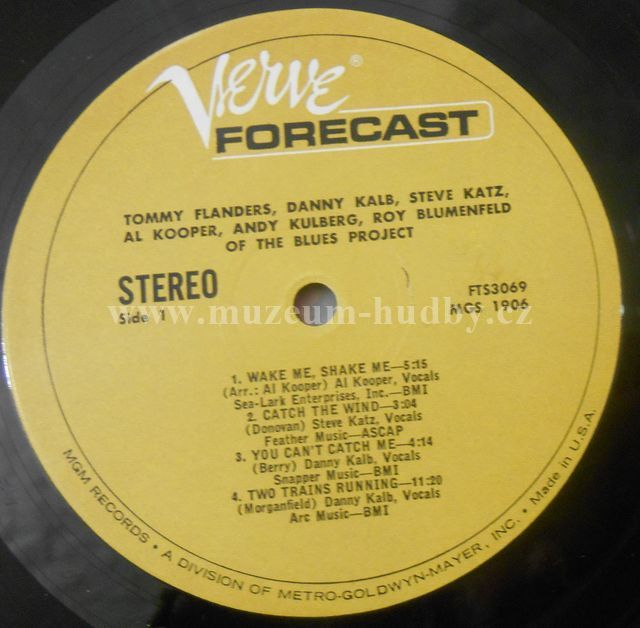 Verve®
FORECAST
TOMMY FLANDERS, DANNY KALB, STEVE KATZ,
AL KOOPER, ANDY KULBERG, ROY BLUMENFELD
OF THE BLUES PROJECT
STEREO
Side 1
FTS3069
MGS 1906
www.muzeum-hudby.cz
1. WAKE ME, SHAKE ME—5:15
(Arr.: Al Kooper) Al Kooper, Vocals
Sea-Lark Enterprises, Inc.—BMI
2. CATCH THE WIND—3:04
(Donovan) Steve Katz, Vocals
Feather Music—ASCAP
3. YOU CAN'T CATCH ME—4:14
(Berry) Danny Kalb, Vocals
Snapper Music—BMI
4. TWO TRAINS RUNNING—11:20
(Morganfield) Danny Kalb, Vocals
Arc Music—BMI
MGM RECORDS • A DIVISION OF METRO-GOLDWYN-MAYER, INC. • Made in U.S.A.